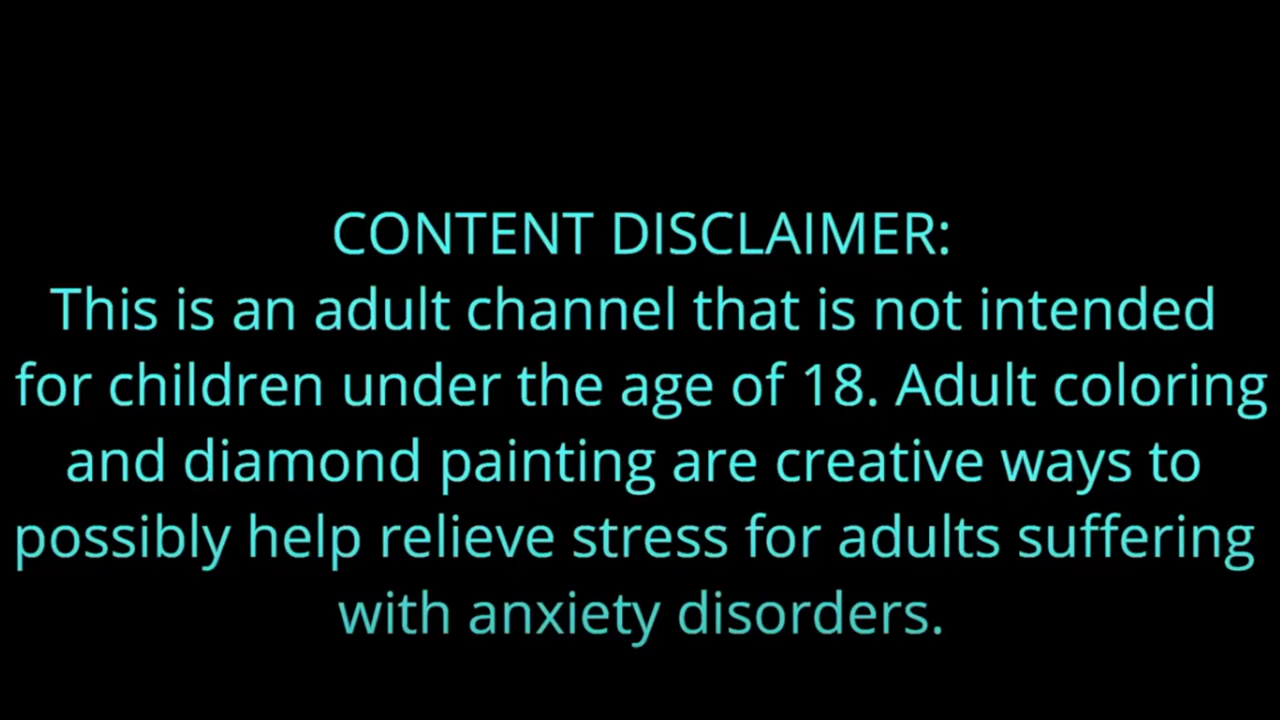 CONTENT DISCLAIMER:
This is an adult channel that is not intended
for children under the age of 18. Adult coloring
and diamond painting are creative ways to
possibly help relieve stress for adults suffering
with anxiety disorders.